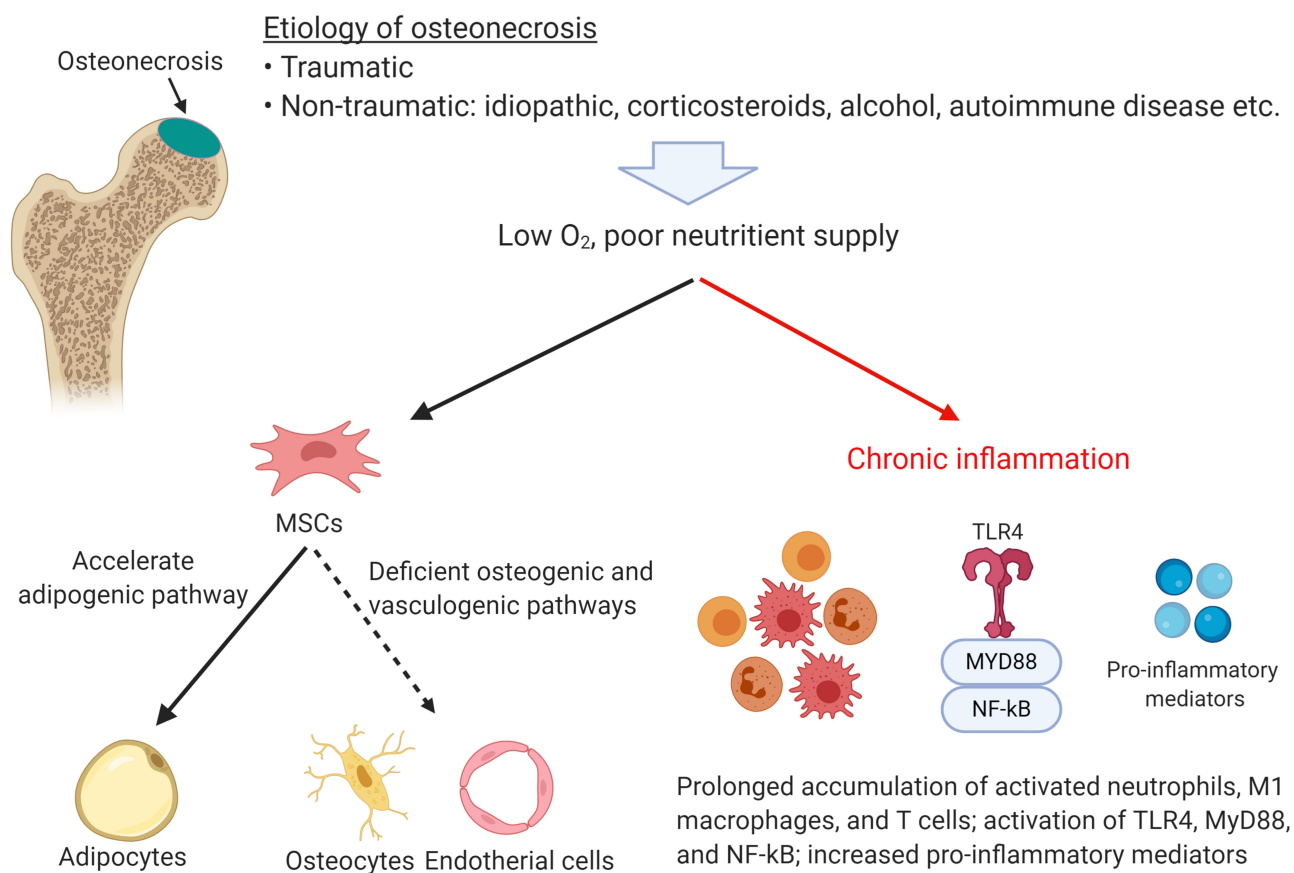 Etiology of osteonecrosis
Osteonecrosis
• Traumatic
• Non-traumatic: idiopathic, corticosteroids, alcohol, autoimmune disease etc.
Low O₂, poor neutritient supply
Chronic inflammation
MSCs
Accelerate
adipogenic pathway
Deficient osteogenic and
vasculogenic pathways
TLR4
MYD88
NF-kB
Pro-inflammatory
mediators
Adipocytes
Osteocytes
Endotherial cells
Prolonged accumulation of activated neutrophils, M1
macrophages, and T cells; activation of TLR4, MyD88,
and NF-kB; increased pro-inflammatory mediators